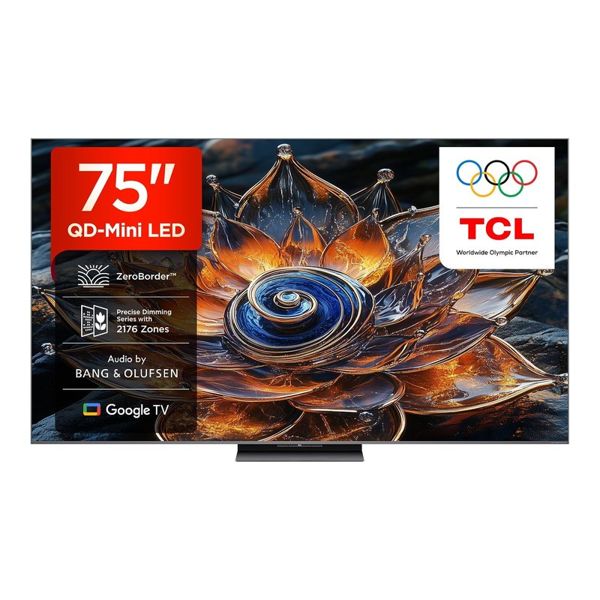 75"
QD-Mini LED
ZeroBorder™
Precise Dimming
Series with
2176 Zones
Audio by
BANG & OLUFSEN
Google TV
TCL
Worldwide Olympic Partner